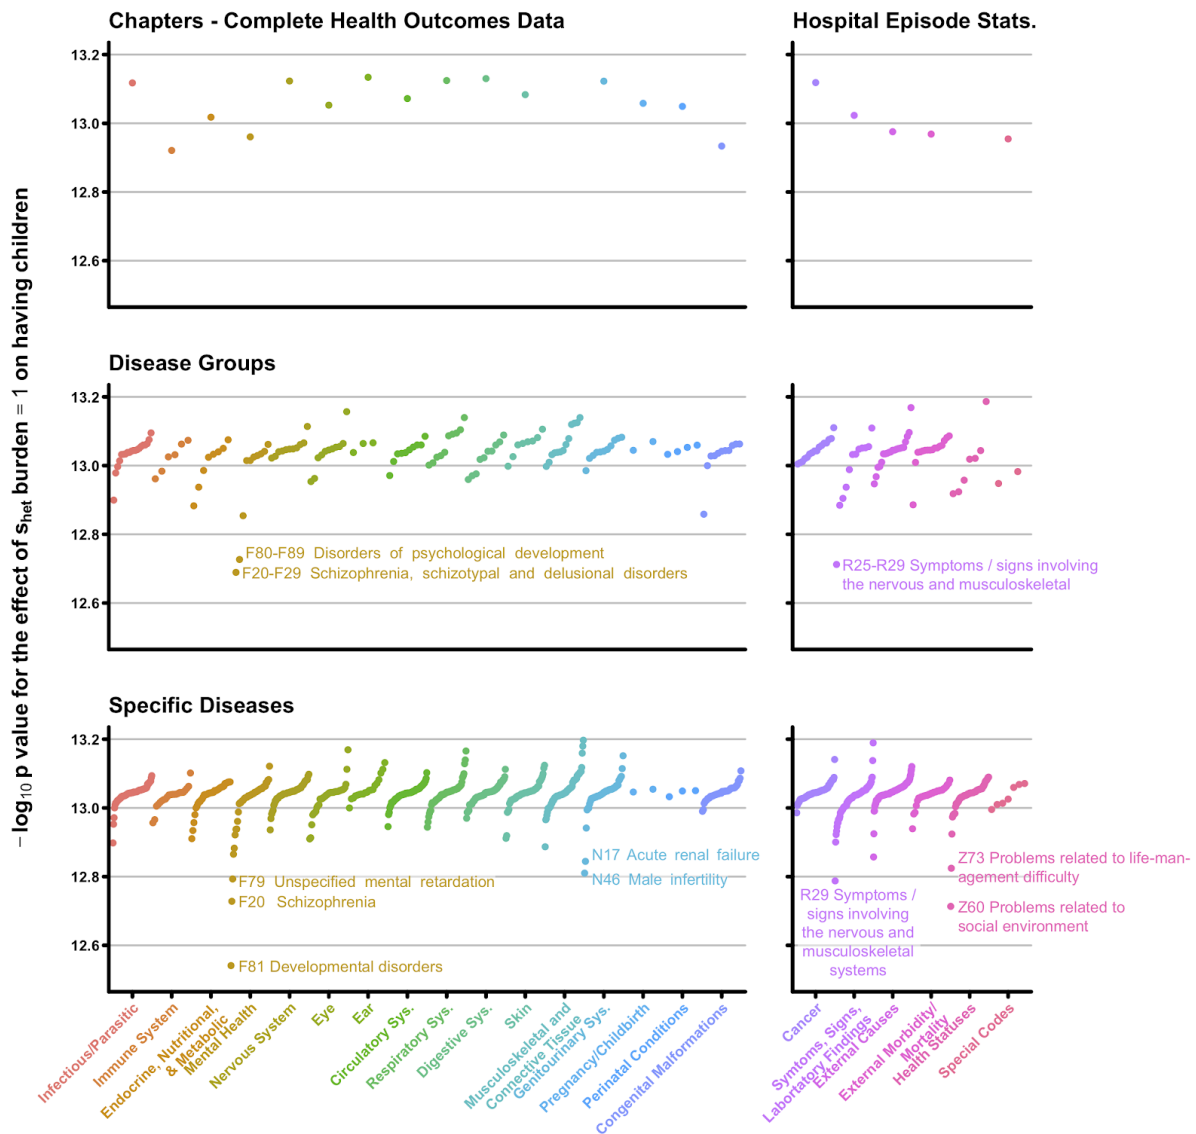 Chapters - Complete Health Outcomes Data
Hospital Episode Stats.
− log10 p value for the effect of shet burden = 1 on having children
13.2
13.0
12.8
12.6
Disease Groups
13.2
13.0
12.8
12.6
F80-F89 Disorders of psychological development
F20-F29 Schizophrenia, schizotypal and delusional disorders
R25-R29 Symptoms / signs involving
the nervous and musculoskeletal
Specific Diseases
13.2
13.0
12.8
12.6
N17 Acute renal failure
N46 Male infertility
F79 Unspecified mental retardation
F20 Schizophrenia
F81 Developmental disorders
Z73 Problems related to life-man-
agement difficulty
R29 Symptoms /
signs involving
the nervous and
musculoskeletal
systems
Z60 Problems related to
social environment
Infectious/Parasitic
Immune System
Endocrine, Nutritional,
& Metabolic
Mental Health
Nervous System
Eye
Ear
Circulatory Sys.
Respiratory Sys.
Digestive Sys.
Skin
Musculoskeletal and
Connective Tissue
Genitourinary Sys.
Pregnancy/Childbirth
Perinatal Conditions
Congenital Malformations
Cancer
Symtoms, Signs,
Labortatory Findings
External Causes
External Morbidity/
Mortality
Health Statuses
Special Codes